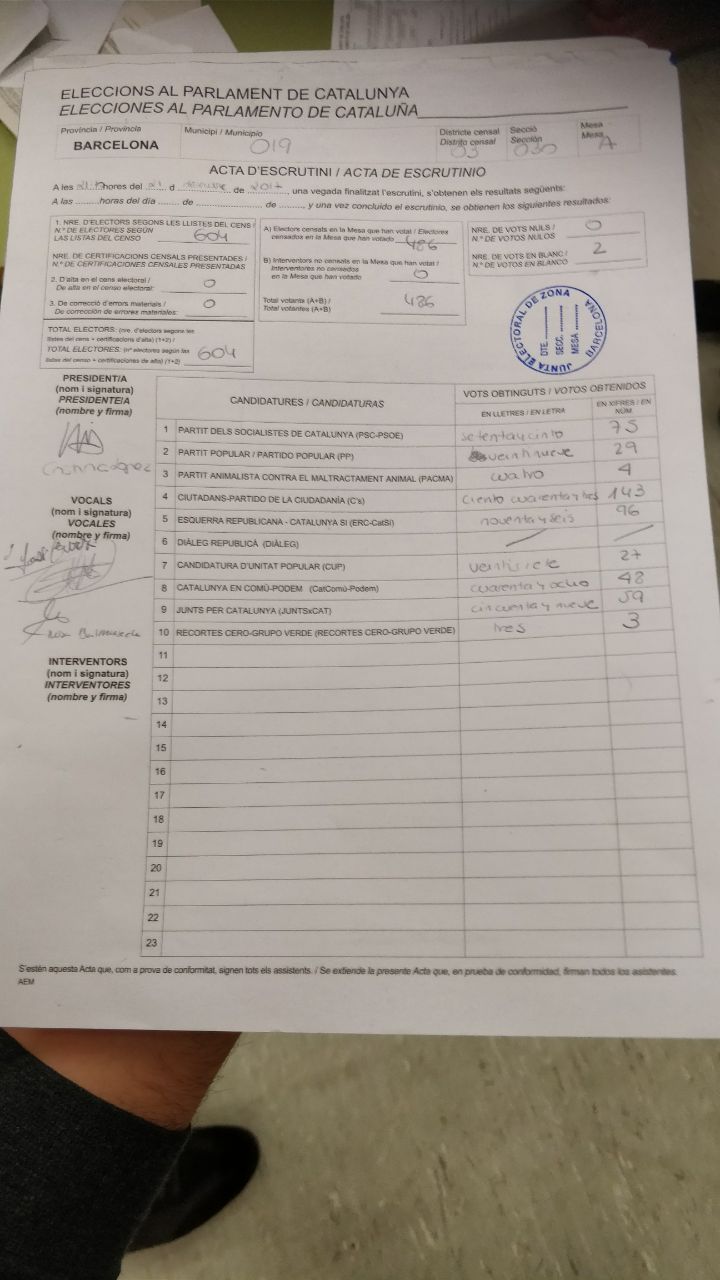 ELECCIONS AL PARLAMENT DE CATALUNYA
ELECCIONES AL PARLAMENTO DE CATALUÑA
Província / Provincia
BARCELONA
Municipi / Municipio
019
Districte censal
Distrito censal
03
Secció
Sección
030
Mesa
Mesa
A
ACTA D'ESCRUTINI / ACTA DE ESCRUTINIO
A les hores del d de 2017, una vegada finalitzat l'escrutini, s'obtenen els resultats següents:
A las .........horas del día ...... de ............... de ........., y una vez concluido el escrutinio, se obtienen los siguientes resultados:
1. NRE. D'ELECTORS SEGONS LES LLISTES DEL CENS /
N.º DE ELECTORES SEGÚN
LAS LISTAS DEL CENSO 604
NRE. DE CERTIFICACIONS CENSALS PRESENTADES /
N.º DE CERTIFICACIONES CENSALES PRESENTADAS
2. D'alta en el cens electoral /
De alta en el censo electoral: 0
3. De correcció d'errors materials /
De corrección de errores materiales: 0
TOTAL ELECTORS: (nre. d'electors segons les
llistes del cens + certificacions d'alta) (1+2) /
TOTAL ELECTORES: (nº electores según las
listas del censo + certificaciones de alta) (1+2) 604
A) Electors censats en la Mesa que han votat / Electores
censados en la Mesa que han votado 486
B) Interventors no censats en la Mesa que han votat /
Interventores no censados
en la Mesa que han votado 0
Total votants (A+B) /
Total votantes (A+B) 486
NRE. DE VOTS NULS /
N.º DE VOTOS NULOS 0
NRE. DE VOTS EN BLANC /
N.º DE VOTOS EN BLANCO 2
JUNTA ELECTORAL DE ZONA
BARCELONA
DTE.
SECC.
MESA
PRESIDENT/A
(nom i signatura)
PRESIDENTE/A
(nombre y firma)
VOCALS
(nom i signatura)
VOCALES
(nombre y firma)
INTERVENTORS
(nom i signatura)
INTERVENTORES
(nombre y firma)
CANDIDATURES / CANDIDATURAS
VOTS OBTINGUTS / VOTOS OBTENIDOS
EN LLETRES / EN LETRA
EN XIFRES / EN
NÚM.
1 PARTIT DELS SOCIALISTES DE CATALUNYA (PSC-PSOE) setentaycinto 75
2 PARTIT POPULAR / PARTIDO POPULAR (PP) veintinueve 29
3 PARTIT ANIMALISTA CONTRA EL MALTRACTAMENT ANIMAL (PACMA) cuatro 4
4 CIUTADANS-PARTIDO DE LA CIUDADANÍA (C's) ciento cuarentaytres 143
5 ESQUERRA REPUBLICANA - CATALUNYA SI (ERC-CatSí) noventayseis 96
6 DIÀLEG REPUBLICÀ (DIÀLEG)
7 CANDIDATURA D'UNITAT POPULAR (CUP) veintisiete 27
8 CATALUNYA EN COMÚ-PODEM (CatComú-Podem) cuarenta y ocho 48
9 JUNTS PER CATALUNYA (JUNTSxCAT) cincuenta y nueve 59
10 RECORTES CERO-GRUPO VERDE (RECORTES CERO-GRUPO VERDE) tres 3
11
12
13
14
15
16
17
18
19
20
21
22
23
S'estén aquesta Acta que, com a prova de conformitat, signen tots els assistents. / Se extiende la presente Acta que, en prueba de conformidad, firman todos los asistentes.
AEM